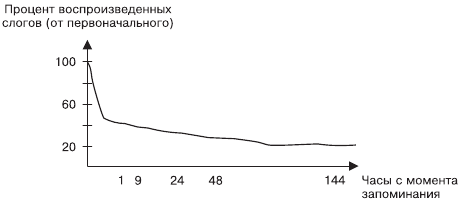 Процент воспроизведенных
слогов (от первоначального)
100
60
20
1 9 24 48 144
Часы с момента
запоминания